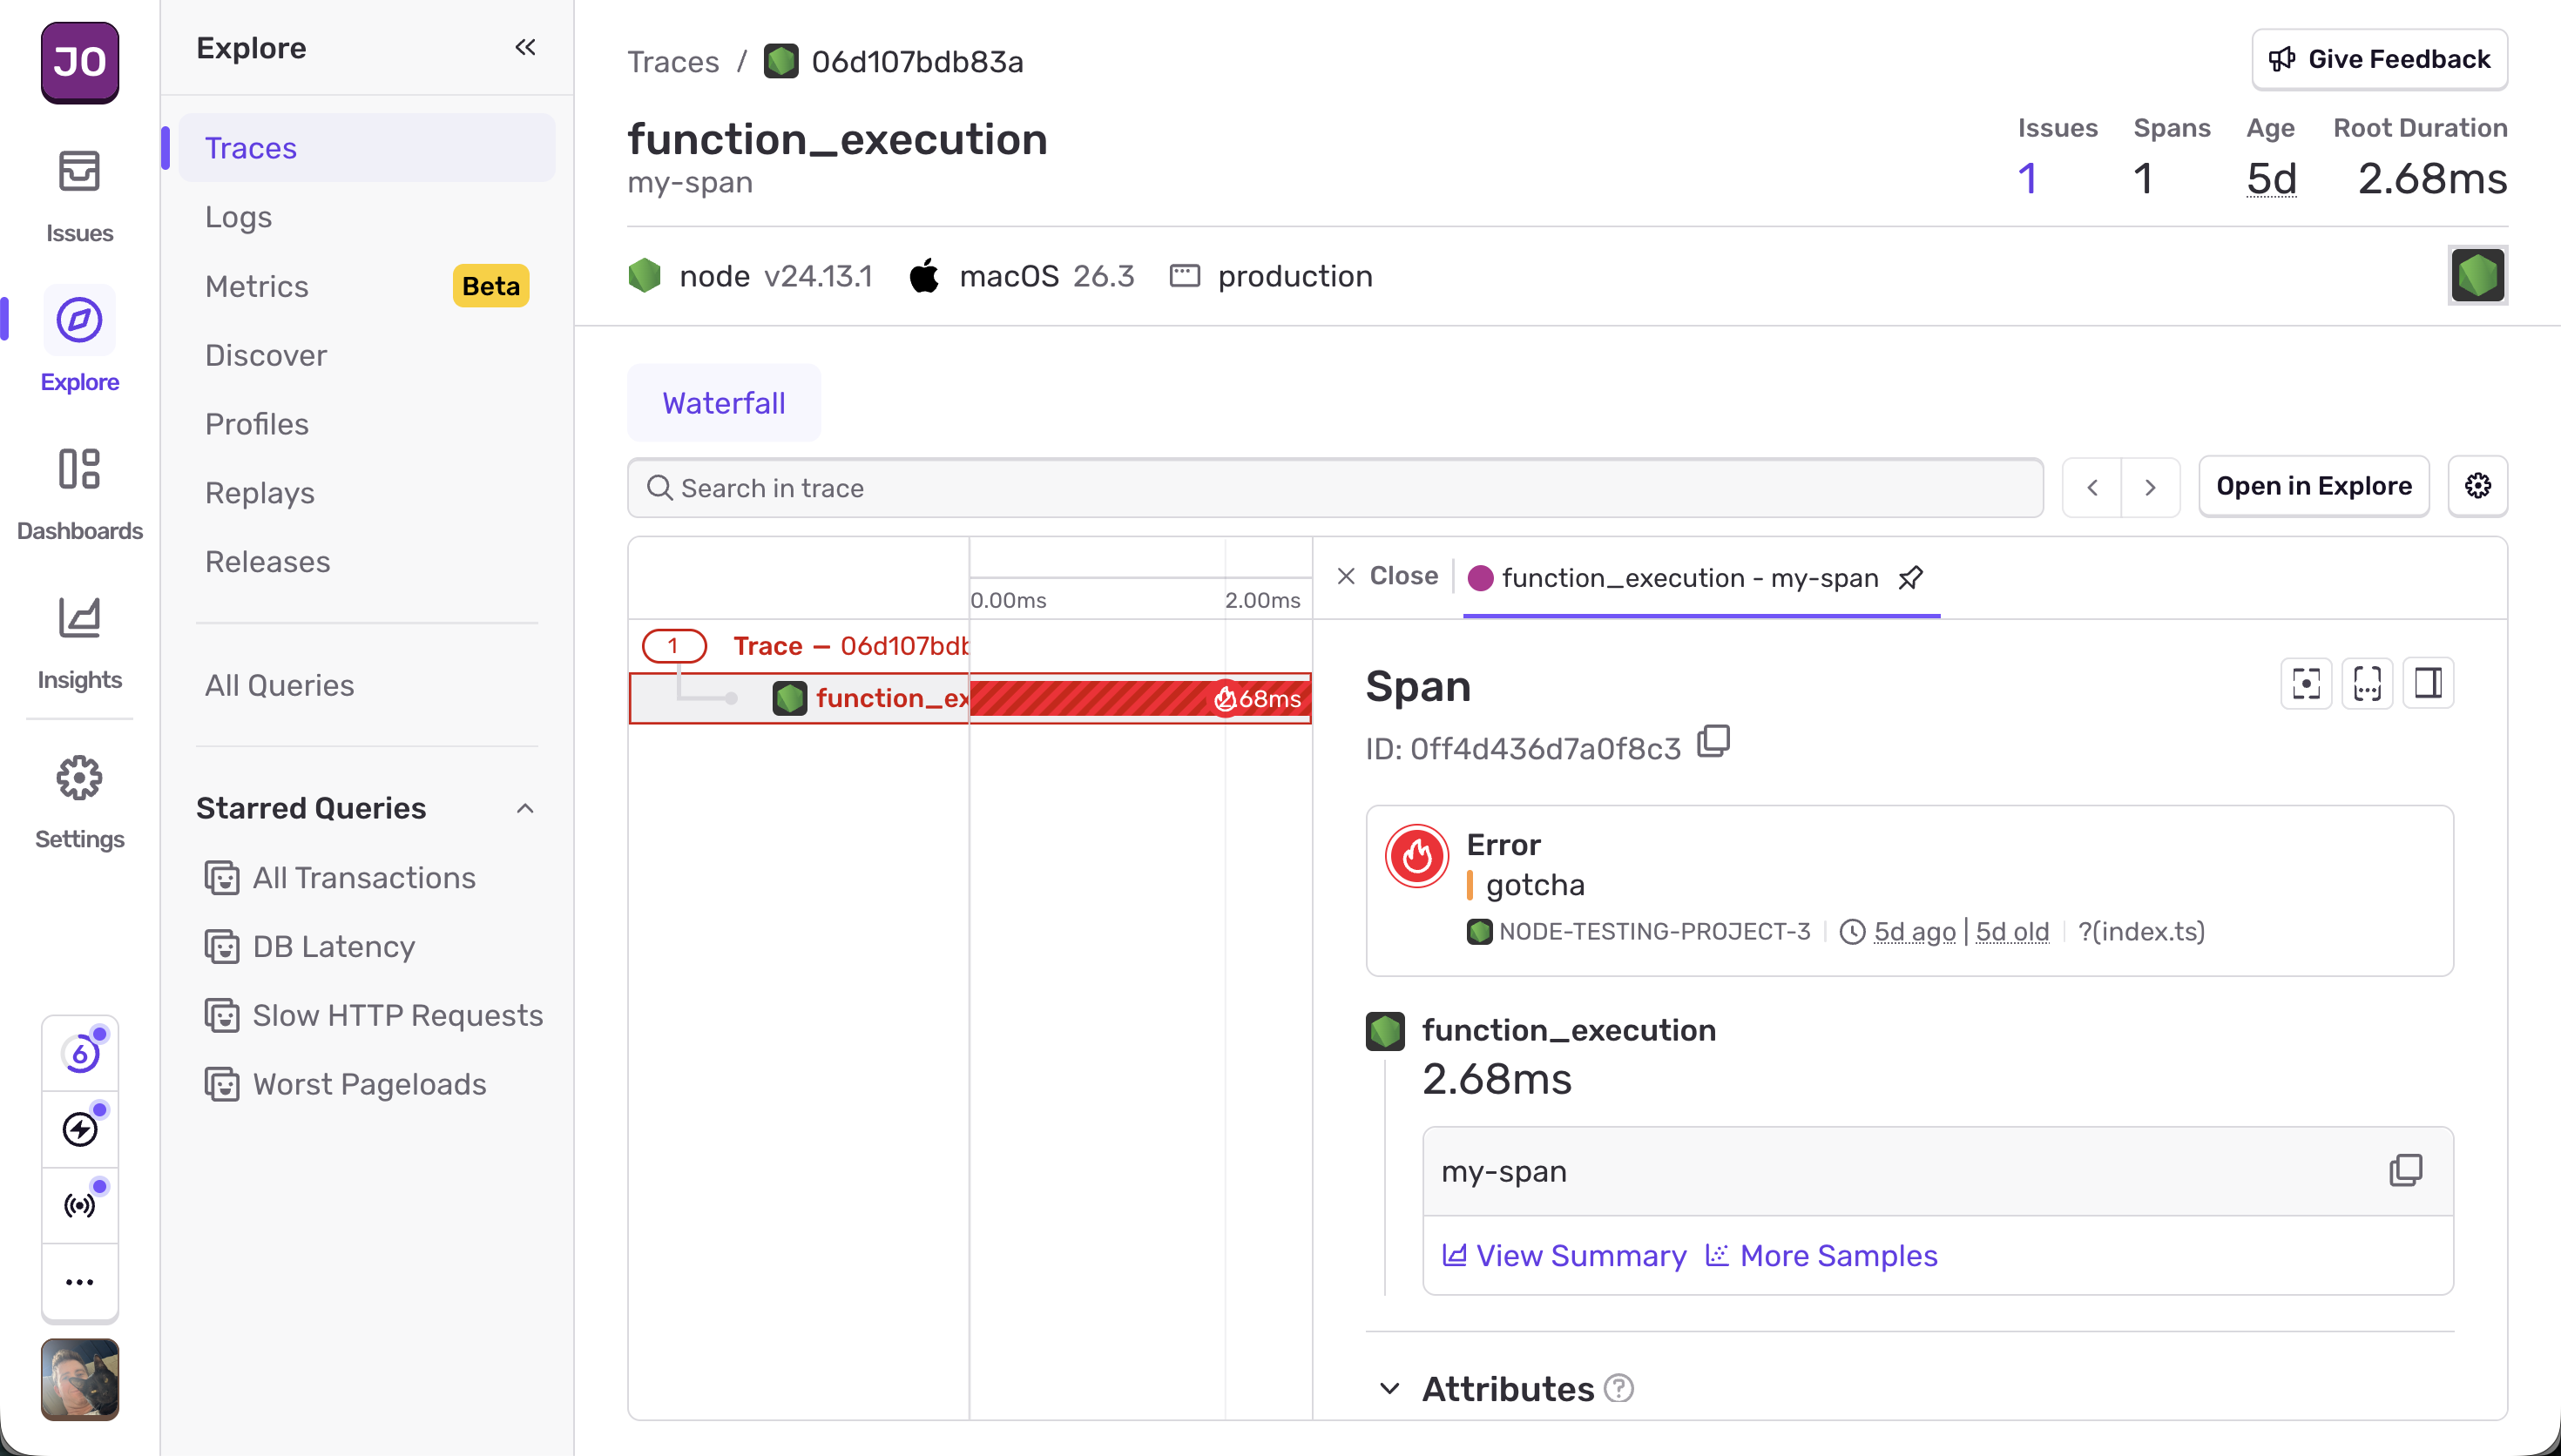 JO
Issues
Explore
Dashboards
Insights
Settings
6
Explore
Traces
Logs
Metrics Beta
Discover
Profiles
Replays
Releases
All Queries
Starred Queries
All Transactions
DB Latency
Slow HTTP Requests
Worst Pageloads
Traces / 06d107bdb83a
Give Feedback
function_execution
my-span
Issues Spans Age Root Duration
1 1 5d 2.68ms
node v24.13.1 macOS 26.3 production
Waterfall
Search in trace
Open in Explore
0.00ms 2.00ms
1 Trace — 06d107bdb
function_ex 2.68ms
Close function_execution - my-span
Span
ID: 0ff4d436d7a0f8c3
Error
gotcha
NODE-TESTING-PROJECT-3 5d ago | 5d old ?(index.ts)
function_execution
2.68ms
my-span
View Summary More Samples
Attributes ?